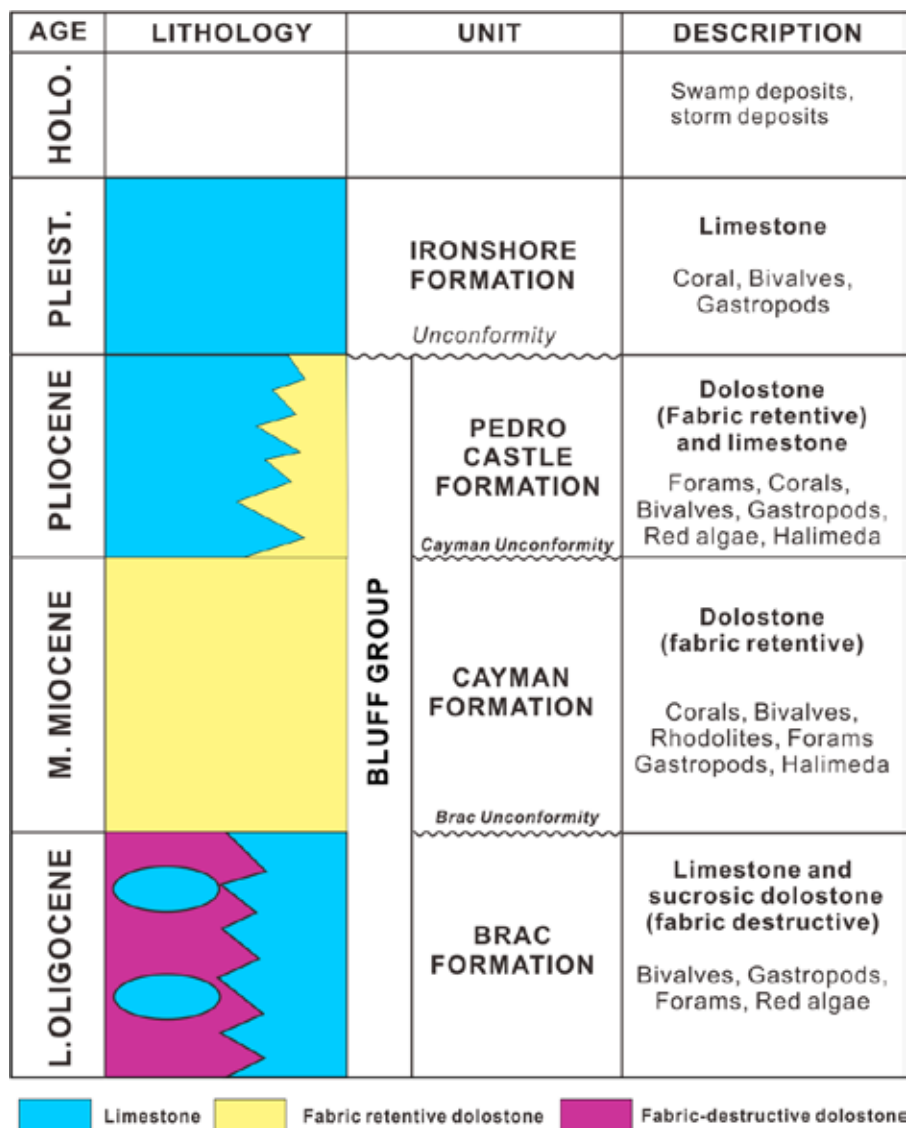 AGE LITHOLOGY UNIT DESCRIPTION
HOLO.
Swamp deposits,
storm deposits
PLEIST.
IRONSHORE
FORMATION
Unconformity
Limestone
Coral, Bivalves,
Gastropods
PLIOCENE
BLUFF GROUP
PEDRO
CASTLE
FORMATION
Cayman Unconformity
Dolostone
(Fabric retentive)
and limestone
Forams, Corals,
Bivalves, Gastropods,
Red algae, Halimeda
M. MIOCENE
CAYMAN
FORMATION
Brac Unconformity
Dolostone
(fabric retentive)
Corals, Bivalves,
Rhodolites, Forams
Gastropods, Halimeda
L.OLIGOCENE
BRAC
FORMATION
Limestone and
sucrosic dolostone
(fabric destructive)
Bivalves, Gastropods,
Forams, Red algae
Limestone Fabric retentive dolostone Fabric-destructive dolostone